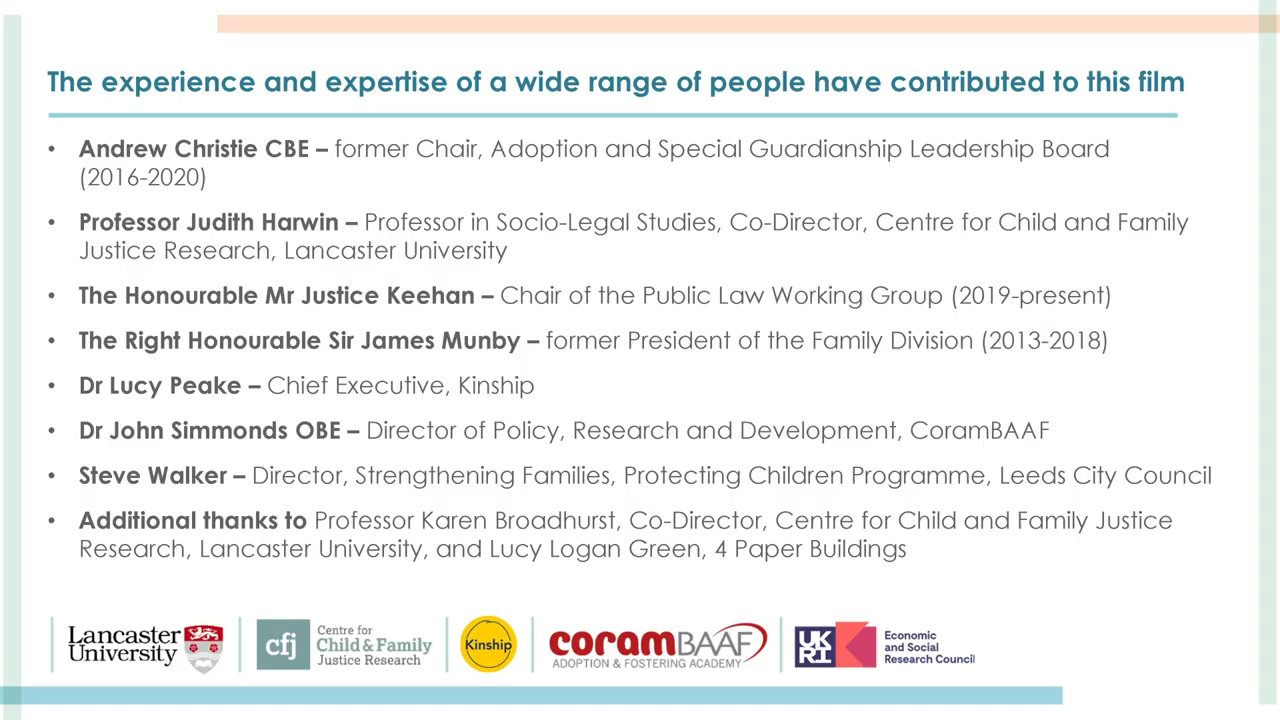 The experience and expertise of a wide range of people have contributed to this film
• Andrew Christie CBE – former Chair, Adoption and Special Guardianship Leadership Board
(2016-2020)
• Professor Judith Harwin – Professor in Socio-Legal Studies, Co-Director, Centre for Child and Family
Justice Research, Lancaster University
• The Honourable Mr Justice Keehan – Chair of the Public Law Working Group (2019-present)
• The Right Honourable Sir James Munby – former President of the Family Division (2013-2018)
• Dr Lucy Peake – Chief Executive, Kinship
• Dr John Simmonds OBE – Director of Policy, Research and Development, CoramBAAF
• Steve Walker – Director, Strengthening Families, Protecting Children Programme, Leeds City Council
• Additional thanks to Professor Karen Broadhurst, Co-Director, Centre for Child and Family Justice
Research, Lancaster University, and Lucy Logan Green, 4 Paper Buildings
Lancaster
University
cfj
Centre for
Child & Family
Justice Research
Kinship
coramBAAF
ADOPTION & FOSTERING ACADEMY
UK
RI
Economic
and Social
Research Council